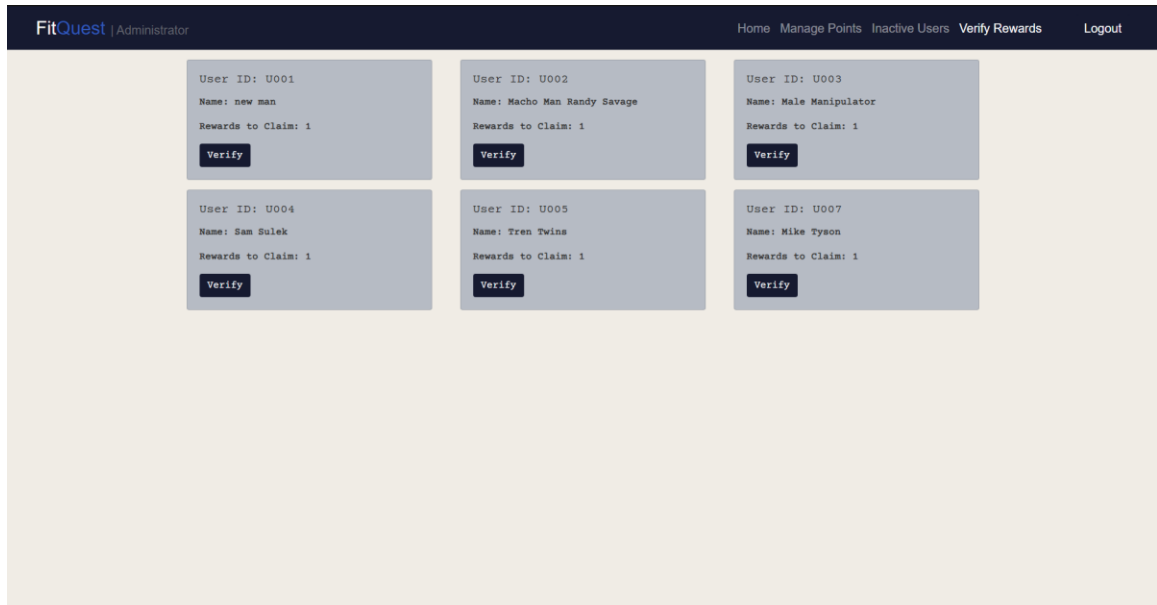 FitQuest | Administrator
Home Manage Points Inactive Users Verify Rewards Logout
User ID: U001
Name: new man
Rewards to Claim: 1
Verify
User ID: U002
Name: Macho Man Randy Savage
Rewards to Claim: 1
Verify
User ID: U003
Name: Male Manipulator
Rewards to Claim: 1
Verify
User ID: U004
Name: Sam Sulek
Rewards to Claim: 1
Verify
User ID: U005
Name: Tren Twins
Rewards to Claim: 1
Verify
User ID: U007
Name: Mike Tyson
Rewards to Claim: 1
Verify